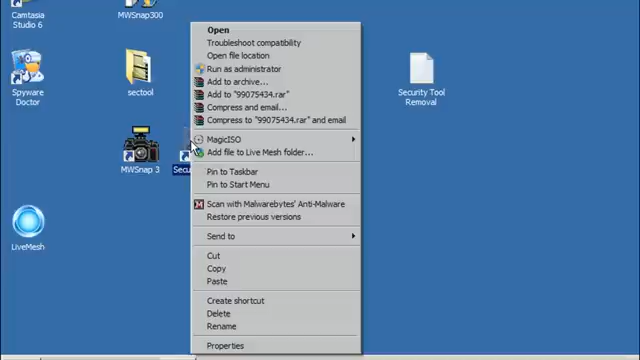 Camtasia
Studio 6
MWSnap300
Spyware
Doctor
sectool
Security Tool
Removal
MWSnap 3
Secu
LiveMesh
Open
Troubleshoot compatibility
Open file location
Run as administrator
Add to archive...
Add to "99075434.rar"
Compress and email...
Compress to "99075434.rar" and email
MagicISO
Add file to Live Mesh folder...
Pin to Taskbar
Pin to Start Menu
Scan with Malwarebytes' Anti-Malware
Restore previous versions
Send to
Cut
Copy
Paste
Create shortcut
Delete
Rename
Properties